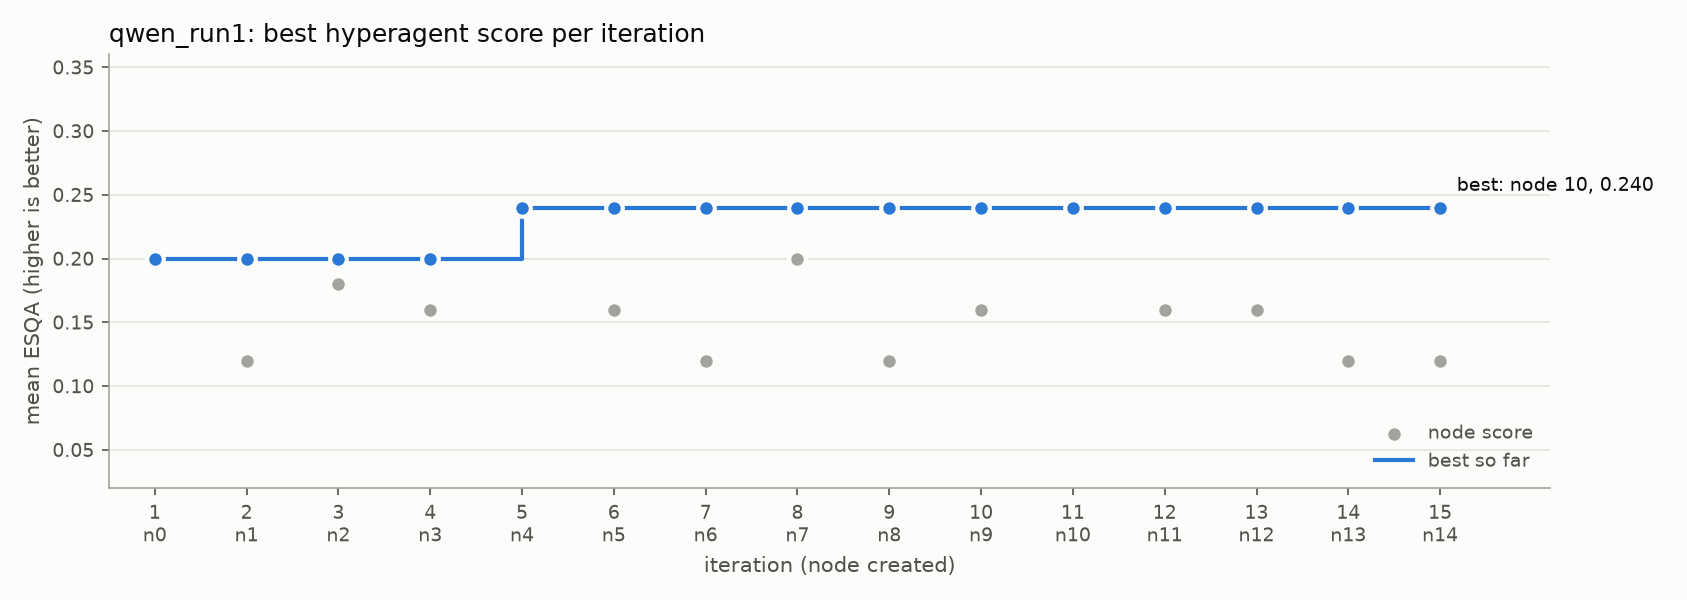 qwen_run1: best hyperagent score per iteration
mean ESQA (higher is better)
0.35
0.30
0.25
0.20
0.15
0.10
0.05
best: node 10, 0.240
node score
best so far
1 2 3 4 5 6 7 8 9 10 11 12 13 14 15
n0 n1 n2 n3 n4 n5 n6 n7 n8 n9 n10 n11 n12 n13 n14
iteration (node created)